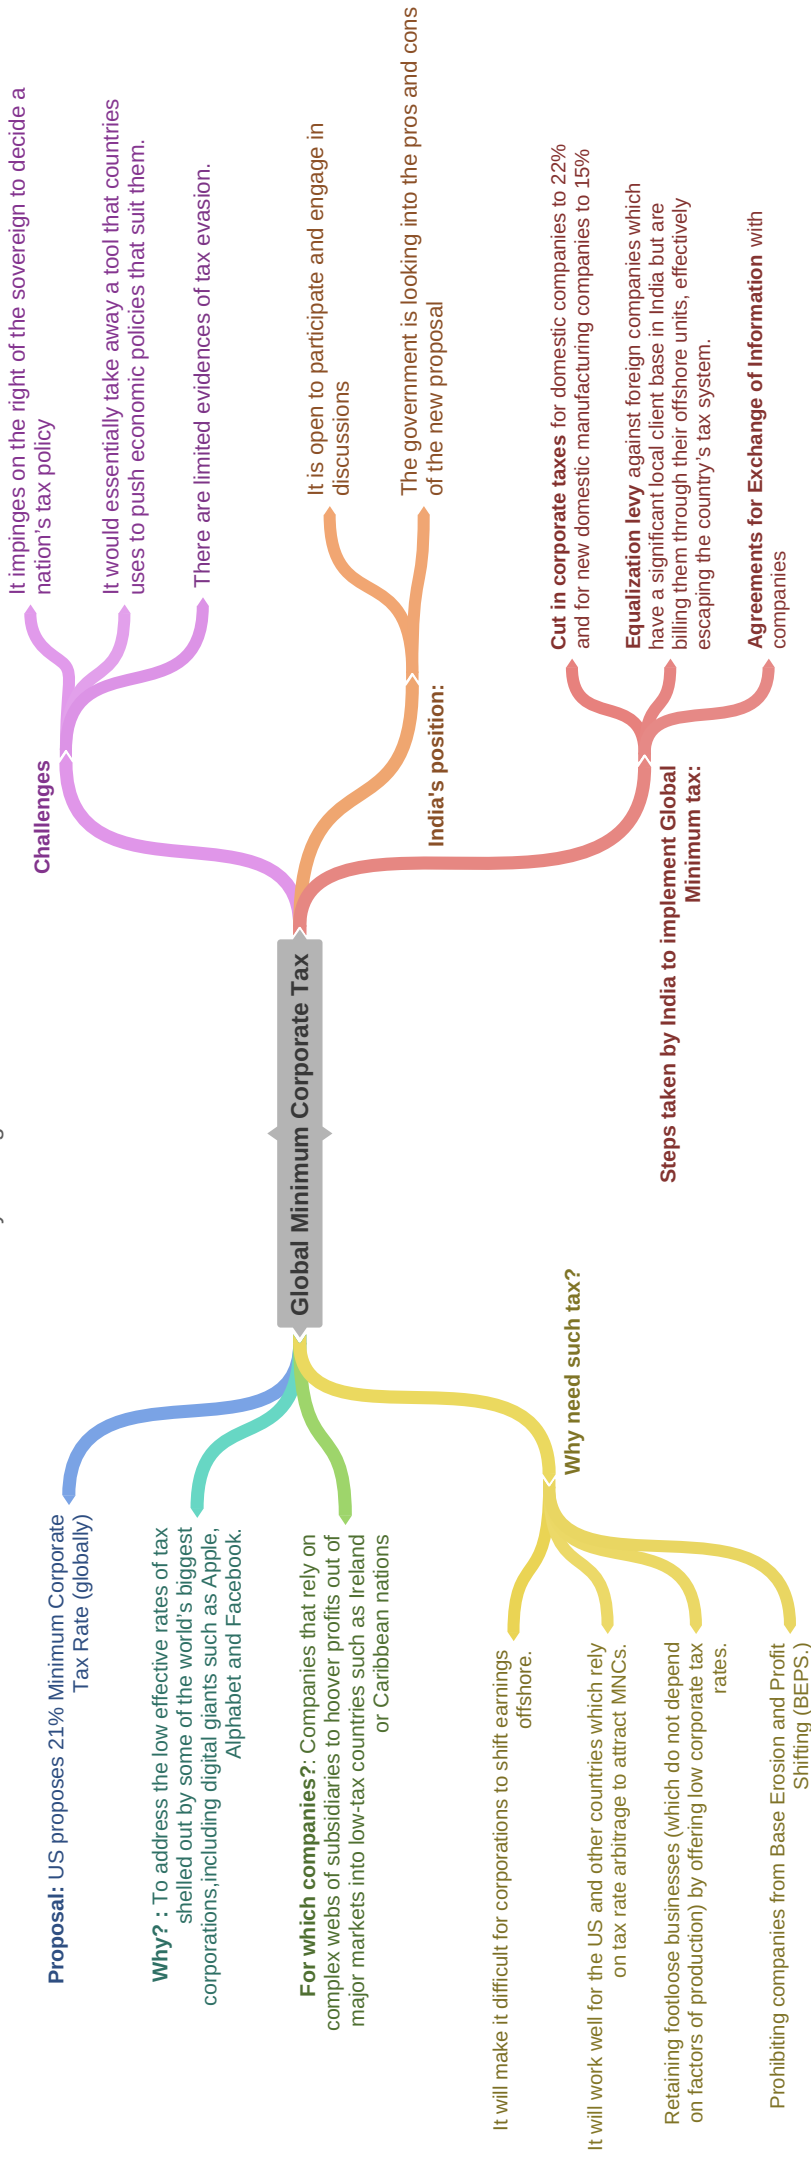 Global Minimum Corporate Tax
Proposal: US proposes 21% Minimum Corporate
Tax Rate (globally)
Why? : To address the low effective rates of tax
shelled out by some of the world's biggest
corporations,including digital giants such as Apple,
Alphabet and Facebook.
For which companies?: Companies that rely on
complex webs of subsidiaries to hoover profits out of
major markets into low-tax countries such as Ireland
or Caribbean nations
Why need such tax?
It will make it difficult for corporations to shift earnings
offshore.
It will work well for the US and other countries which rely
on tax rate arbitrage to attract MNCs.
Retaining footloose businesses (which do not depend
on factors of production) by offering low corporate tax
rates.
Prohibiting companies from Base Erosion and Profit
Shifting (BEPS.)
Challenges
It impinges on the right of the sovereign to decide a
nation's tax policy
It would essentially take away a tool that countries
uses to push economic policies that suit them.
There are limited evidences of tax evasion.
India's position:
It is open to participate and engage in
discussions
The government is looking into the pros and cons
of the new proposal
Steps taken by India to implement Global
Minimum tax:
Cut in corporate taxes for domestic companies to 22%
and for new domestic manufacturing companies to 15%
Equalization levy against foreign companies which
have a significant local client base in India but are
billing them through their offshore units, effectively
escaping the country's tax system.
Agreements for Exchange of Information with
companies